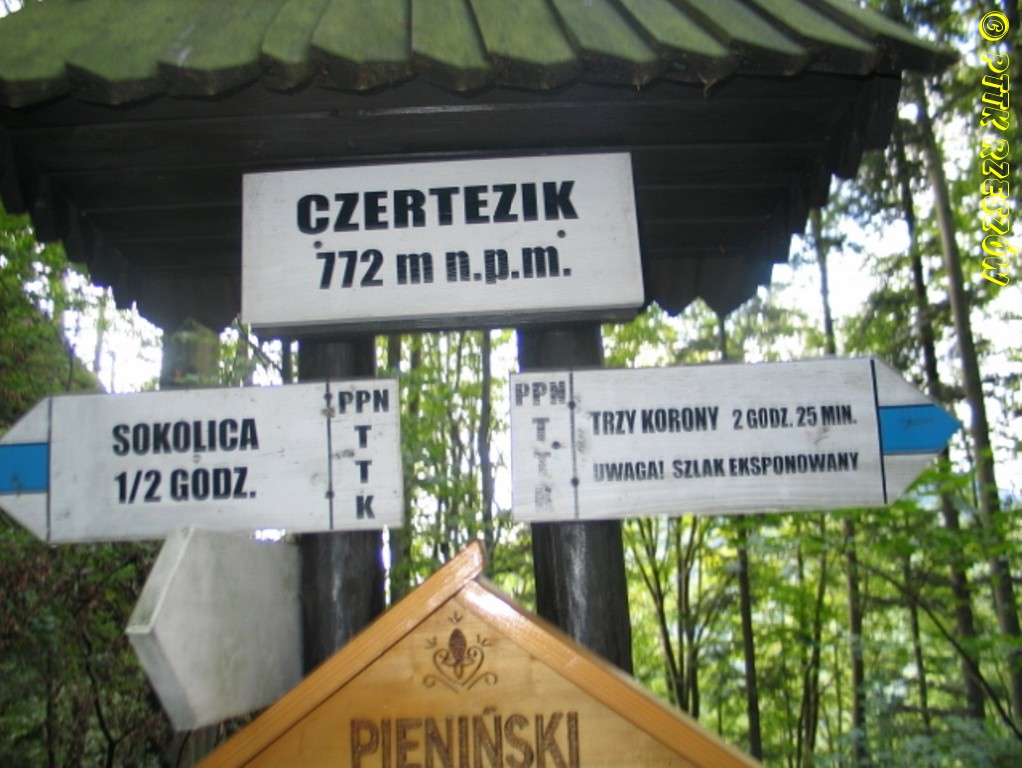 © PTTK RZESZÓW
CZERTEZIK
772 m n.p.m.
SOKOLICA
1/2 GODZ.
PPN
T
T
K
PPN
T
TRZY KORONY 2 GODZ. 25 MIN.
UWAGA! SZLAK EKSPONOWANY
PIENIŃSKI